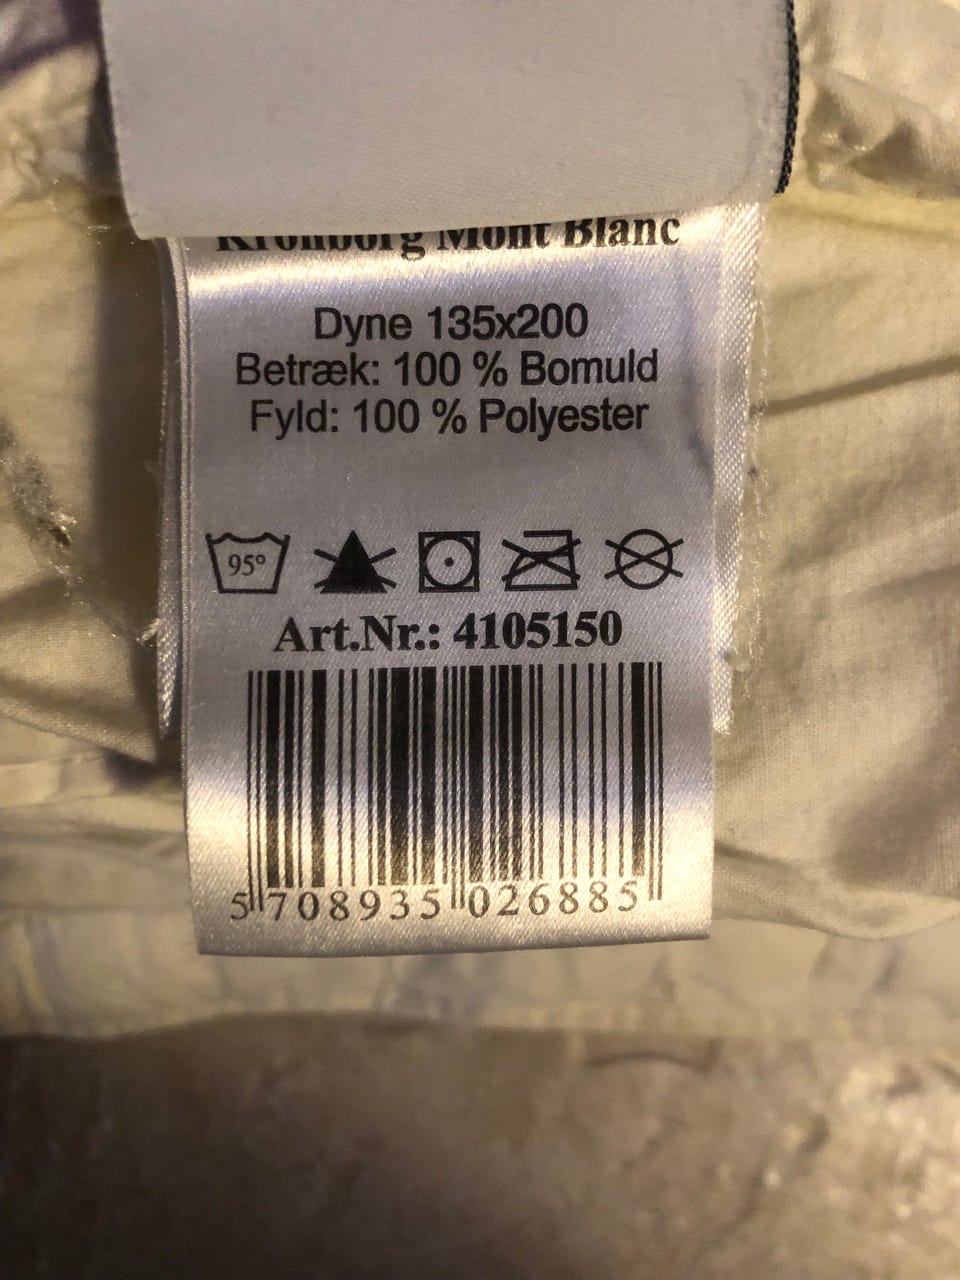 Kronborg Mont Blanc
Dyne 135x200
Betræk: 100 % Bomuld
Fyld: 100 % Polyester
95°
Art.Nr.: 4105150
5 708935 026885